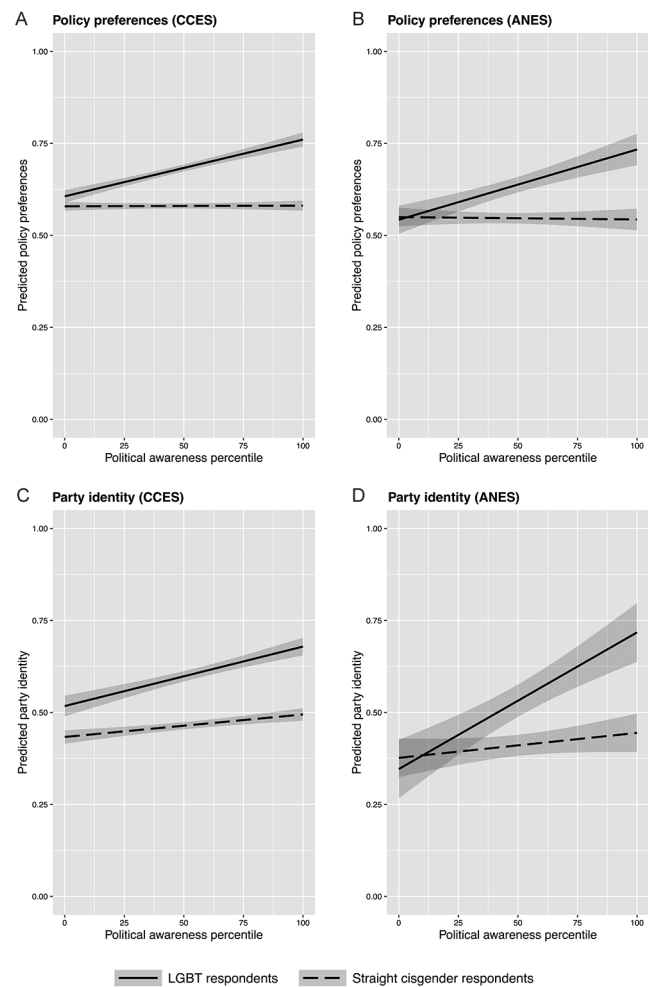 A Policy preferences (CCES)
1.00
0.75
0.50
0.25
0.00
Predicted policy preferences
0 25 50 75 100
Political awareness percentile
B Policy preferences (ANES)
1.00
0.75
0.50
0.25
0.00
Predicted policy preferences
0 25 50 75 100
Political awareness percentile
C Party identity (CCES)
1.00
0.75
0.50
0.25
0.00
Predicted party identity
0 25 50 75 100
Political awareness percentile
D Party identity (ANES)
1.00
0.75
0.50
0.25
0.00
Predicted party identity
0 25 50 75 100
Political awareness percentile
LGBT respondents
Straight cisgender respondents